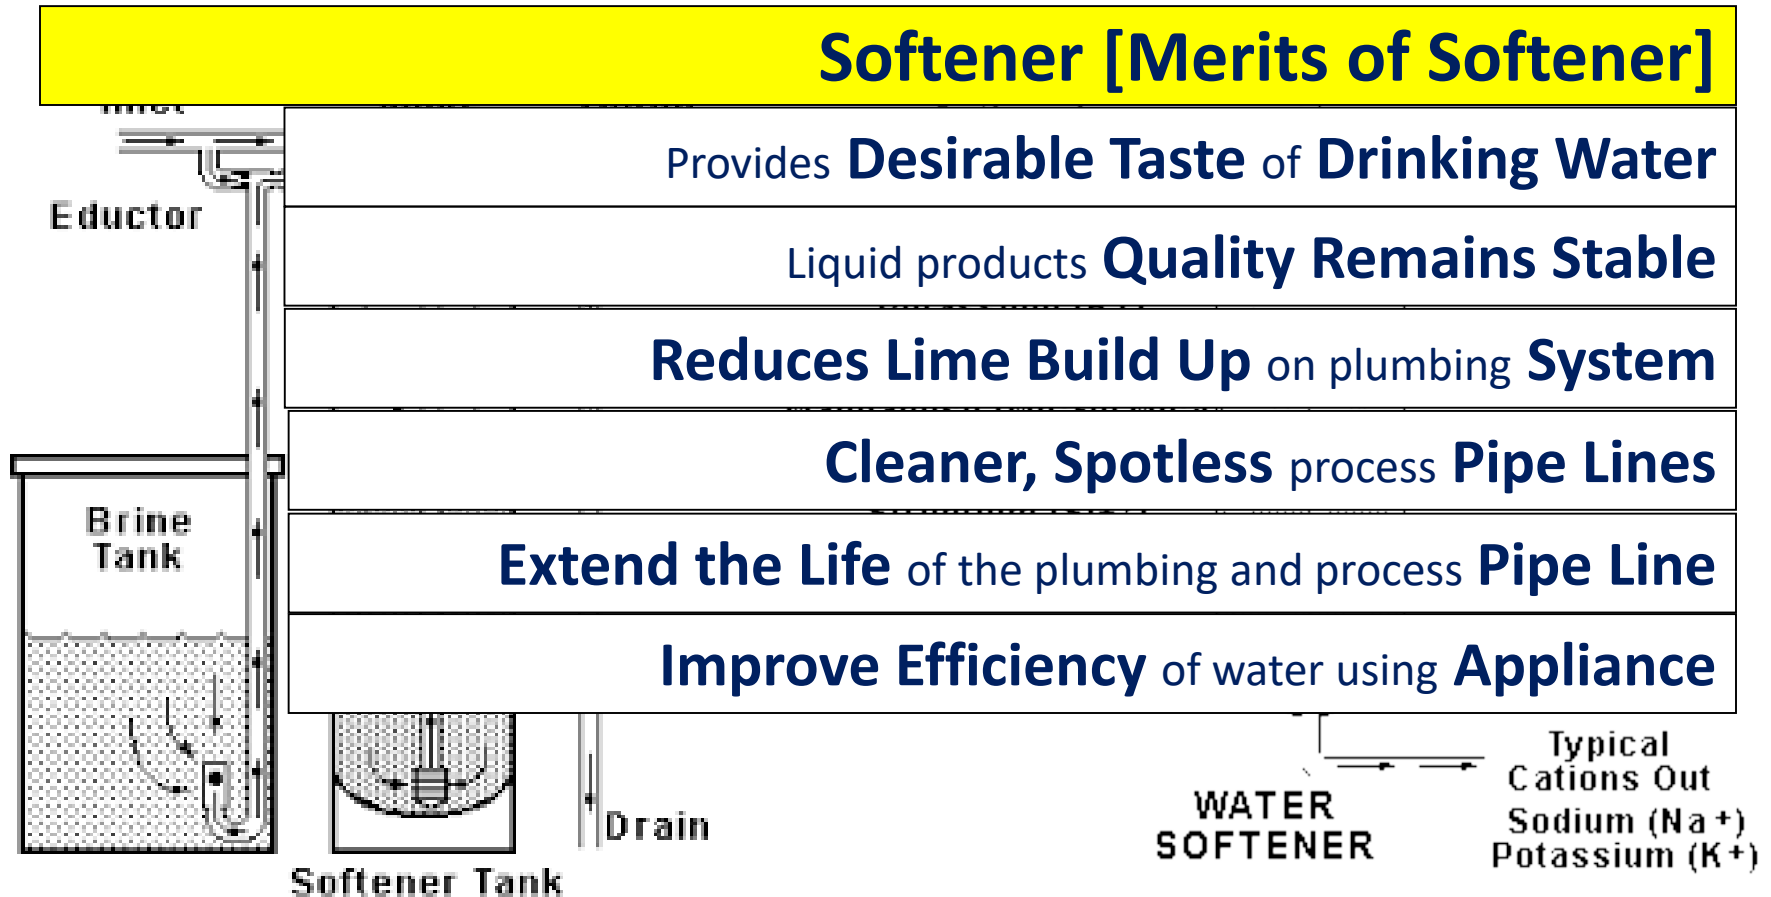 Softener [Merits of Softener]
Provides Desirable Taste of Drinking Water
Liquid products Quality Remains Stable
Reduces Lime Build Up on plumbing System
Cleaner, Spotless process Pipe Lines
Extend the Life of the plumbing and process Pipe Line
Improve Efficiency of water using Appliance
Eductor
Brine
Tank
Softener Tank
Drain
WATER
SOFTENER
Typical
Cations Out
Sodium (Na+)
Potassium (K+)